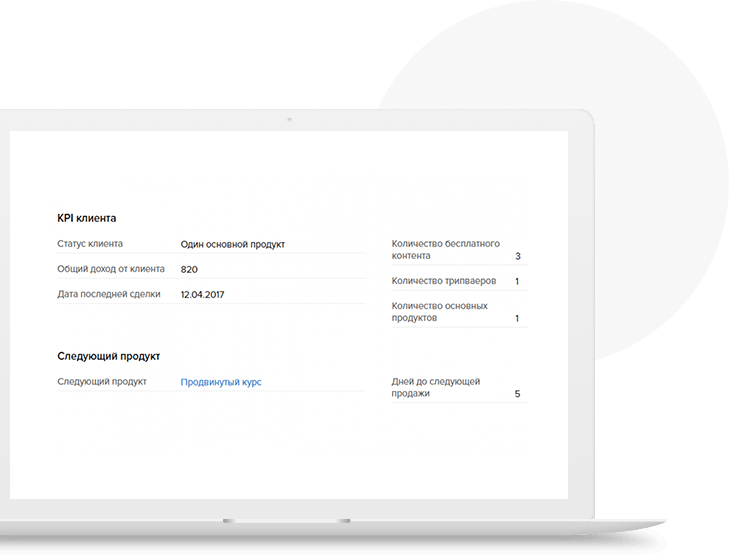 KPI клиента
Статус клиента Один основной продукт
Общий доход от клиента 820
Дата последней сделки 12.04.2017
Количество бесплатного
контента 3
Количество трипваеров 1
Количество основных
продуктов 1
Следующий продукт
Следующий продукт Продвинутый курс
Дней до следующей
продажи 5